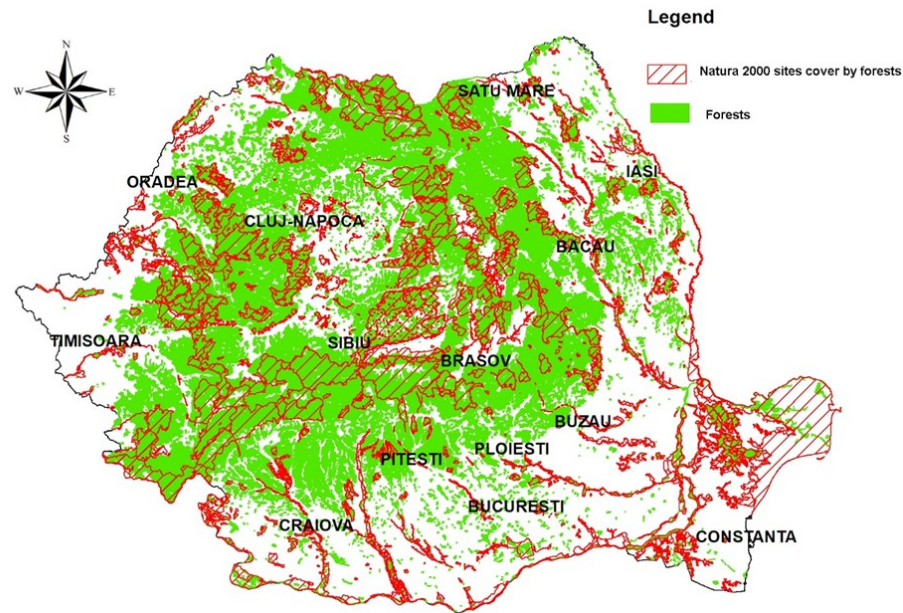 Legend
Natura 2000 sites cover by forests
Forests
N
W
E
S
SATU MARE
IASI
ORADEA
CLUJ-NAPOCA
BACAU
TIMISOARA
SIBIU
BRASOV
BUZAU
PLOIESTI
PITESTI
BUCURESTI
CRAIOVA
CONSTANTA